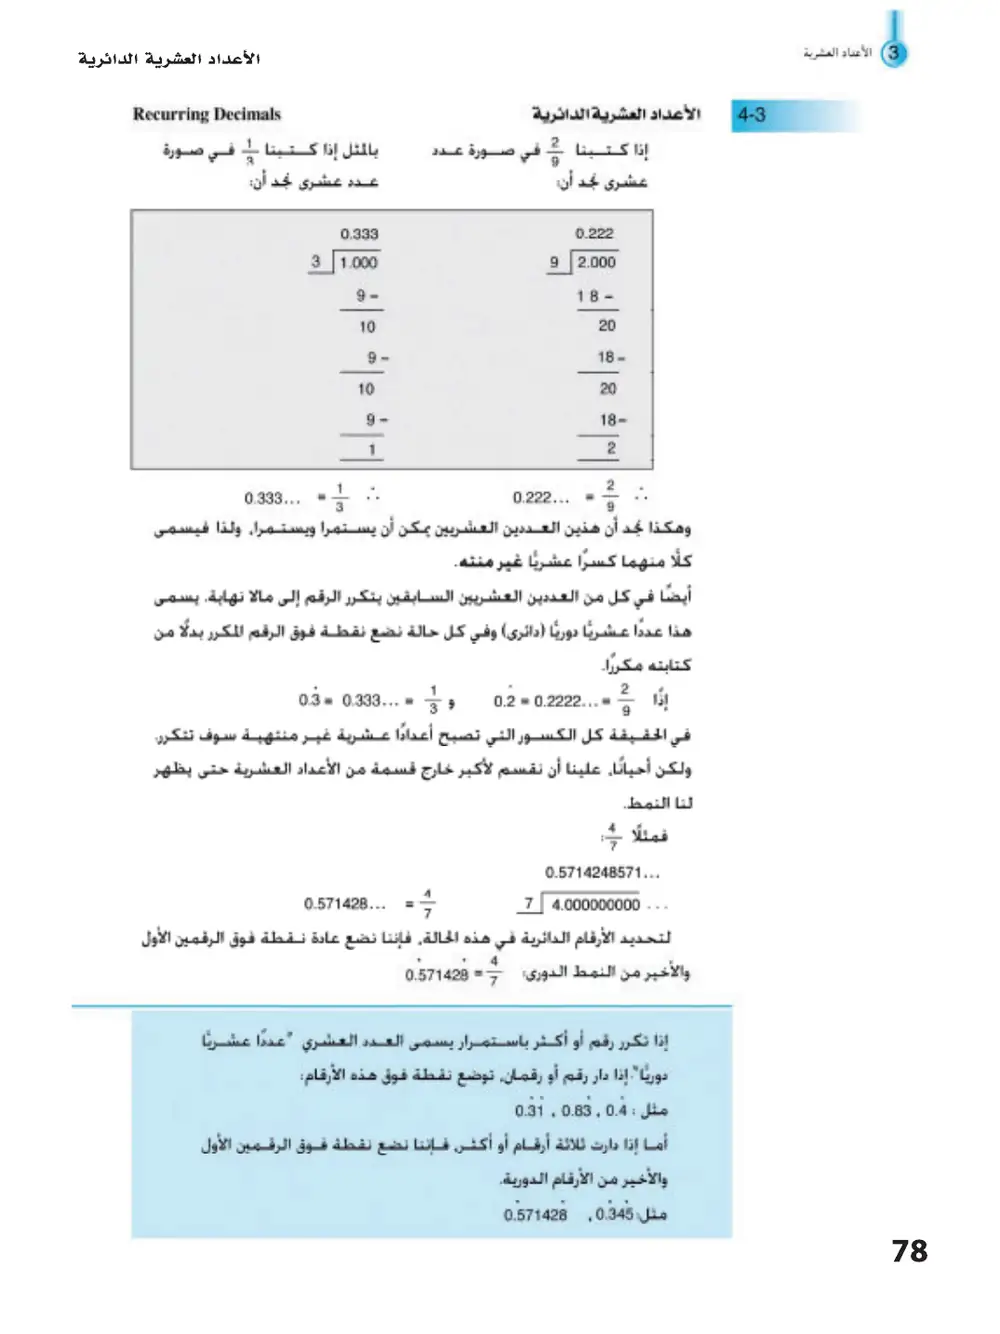 الأعداد العشرية الدائرية
3 الأعداد العشرية
4-3 الأعداد العشرية الدائرية Recurring Decimals
إذا كتبنا 2/9 في صورة عدد
عشرى نجد أن:
بالمثل إذا كتبنا 1/3 في صورة
عدد عشرى نجد أن:
0.222
9 2.000
1 8 -
20
18 -
20
18-
2
0.333
3 1.000
9 -
10
9 -
10
9 -
1
∴ 2/9 = 0.222...
∴ 1/3 = 0.333...
وهكذا نجد أن هذين العددين العشريين يمكن أن يستمرا ويستمرا، ولذا فيسمى
كلًا منهما كسرًا عشريًا غير منته.
أيضًا في كل من العددين العشريين السابقين يتكرر الرقم إلى مالا نهاية. يسمى
هذا عددًا عشريًا دوريًا (دائرى) وفي كل حالة نضع نقطة فوق الرقم المكرر بدلًا من
كتابته مكررًا.
إذًا 2/9 = 0.2222... = 0.2̇ و 1/3 = 0.333... = 0.3̇
في الحقيقة كل الكسور التي تصبح أعدادًا عشرية غير منتهية سوف تتكرر.
ولكن أحيانًا، علينا أن نقسم لأكبر خارج قسمة من الأعداد العشرية حتى يظهر
لنا النمط.
فمثلًا 4/7:
0.5714248571...
7 4.000000000 ...
4/7 = 0.571428...
لتحديد الأرقام الدائرية في هذه الحالة، فإننا نضع عادة نقطة فوق الرقمين الأول
والأخير من النمط الدورى: 4/7 = 0.5̇71428̇
إذا تكرر رقم أو أكثر باستمرار يسمى العدد العشري "عددًا عشريًا
دوريًا" إذا دار رقم أو رقمان، توضع نقطة فوق هذه الأرقام:
مثل: 0.4̇ , 0.83̇ , 0.3̇1̇
أما إذا دارت ثلاثة أرقام أو أكثر، فإننا نضع نقطة فوق الرقمين الأول
والأخير من الأرقام الدورية.
مثل: 0.3̇45̇ , 0.5̇71428̇
78